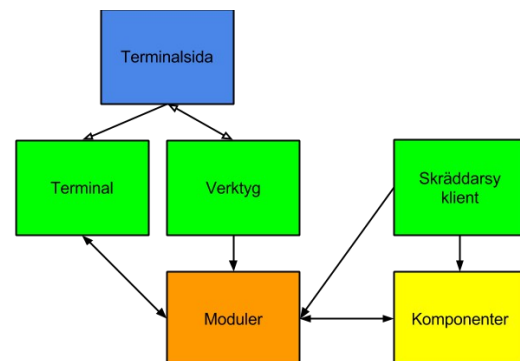 Terminalsida
Terminal
Verktyg
Skräddarsy
klient
Moduler
Komponenter